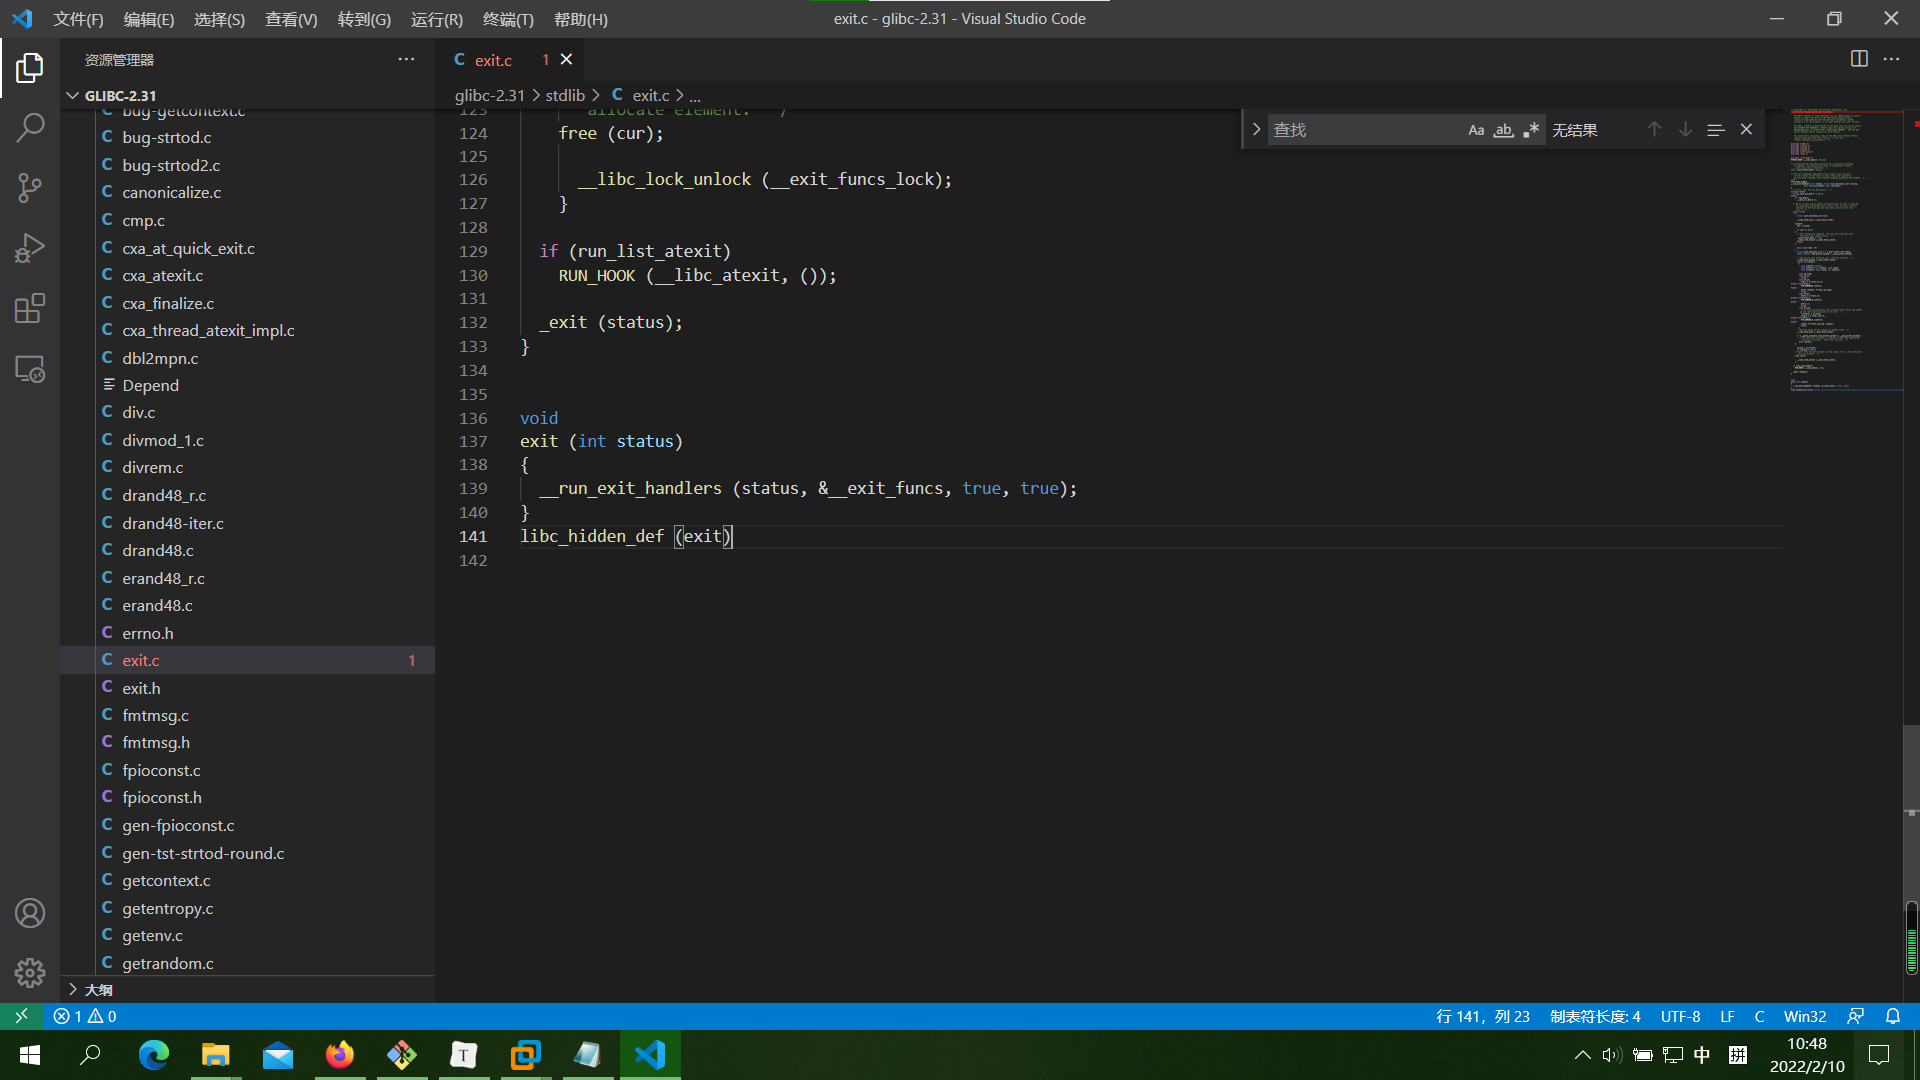 文件(F) 编辑(E) 选择(S) 查看(V) 转到(G) 运行(R) 终端(T) 帮助(H)
exit.c - glibc-2.31 - Visual Studio Code
资源管理器
GLIBC-2.31
bug-getcontext.c
bug-strtod.c
bug-strtod2.c
canonicalize.c
cmp.c
cxa_at_quick_exit.c
cxa_atexit.c
cxa_finalize.c
cxa_thread_atexit_impl.c
dbl2mpn.c
Depend
div.c
divmod_1.c
divrem.c
drand48_r.c
drand48-iter.c
drand48.c
erand48_r.c
erand48.c
errno.h
exit.c 1
exit.h
fmtmsg.c
fmtmsg.h
fpioconst.c
fpioconst.h
gen-fpioconst.c
gen-tst-strtod-round.c
getcontext.c
getentropy.c
getenv.c
getrandom.c
大纲
exit.c 1
glibc-2.31 > stdlib > C exit.c > ...
查找 Aa ab 无结果
123 allocate element. */
124 free (cur);
125
126 __libc_lock_unlock (__exit_funcs_lock);
127 }
128
129 if (run_list_atexit)
130 RUN_HOOK (__libc_atexit, ());
131
132 _exit (status);
133 }
134
135
136 void
137 exit (int status)
138 {
139 __run_exit_handlers (status, &__exit_funcs, true, true);
140 }
141 libc_hidden_def (exit)
142
1 0
行 141，列 23 制表符长度: 4 UTF-8 LF C Win32
T
中 拼
10:48
2022/2/10